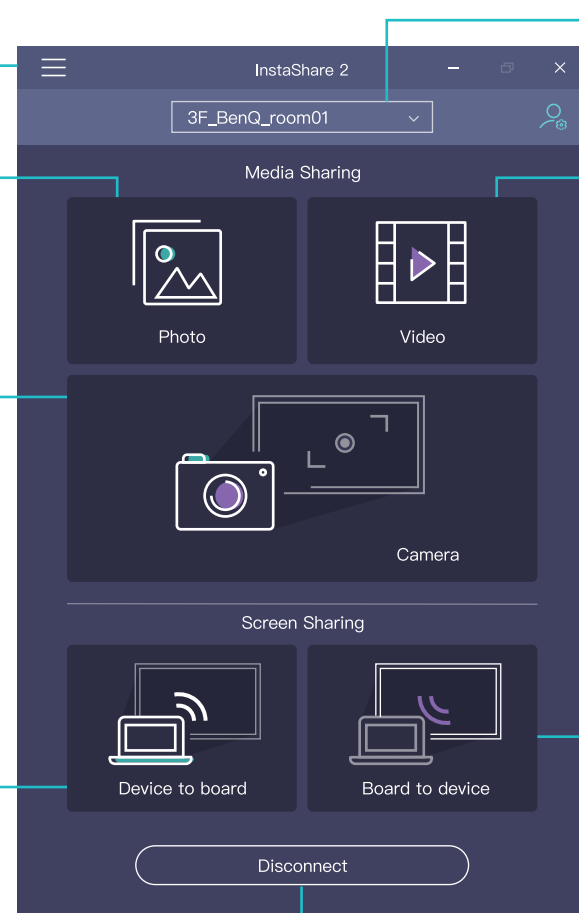 InstaShare 2
3F_BenQ_room01
Media Sharing
Photo
Video
Camera
Screen Sharing
Device to board
Board to device
Disconnect